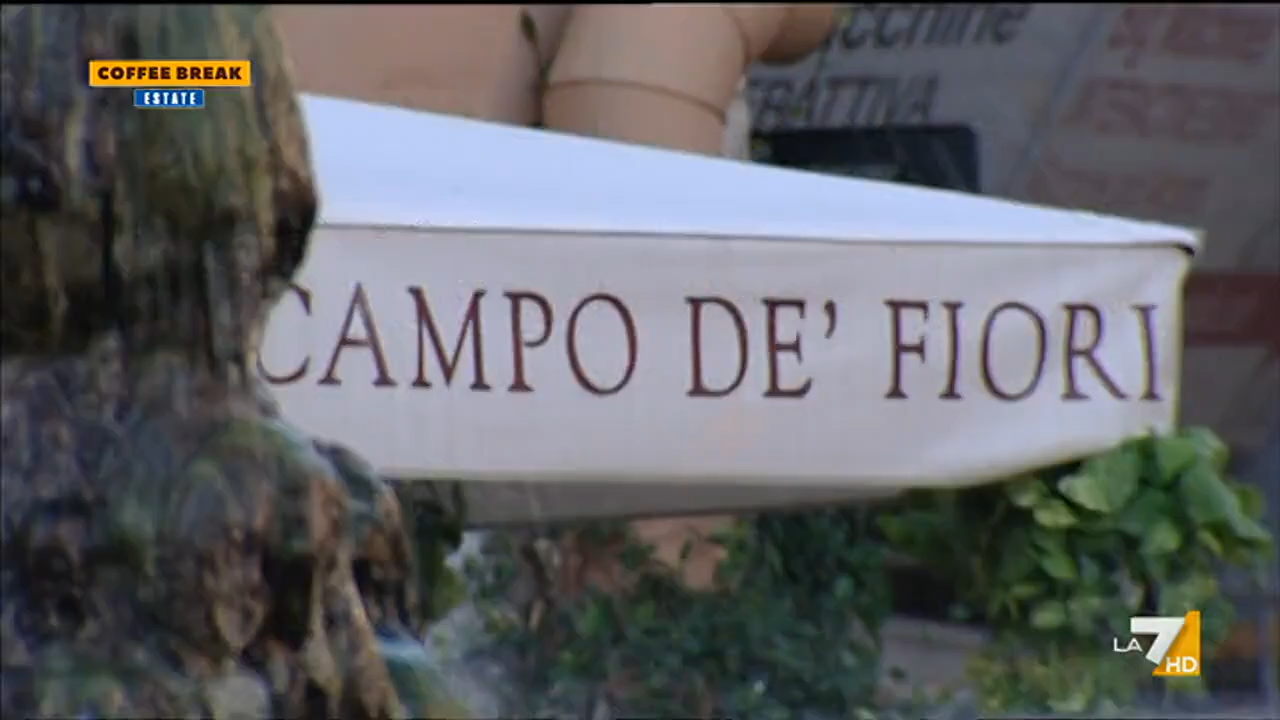 COFFEE BREAK
ESTATE
CAMPO DE' FIORI
LA7
HD